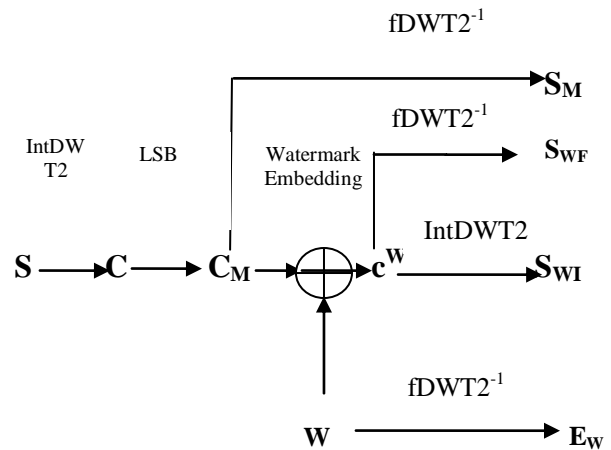 fDWT2⁻¹
S_M
fDWT2⁻¹
IntDW
T2
LSB
Watermark
Embedding
S_WF
IntDWT2
S C C_M c^W S_WI
fDWT2⁻¹
W E_W